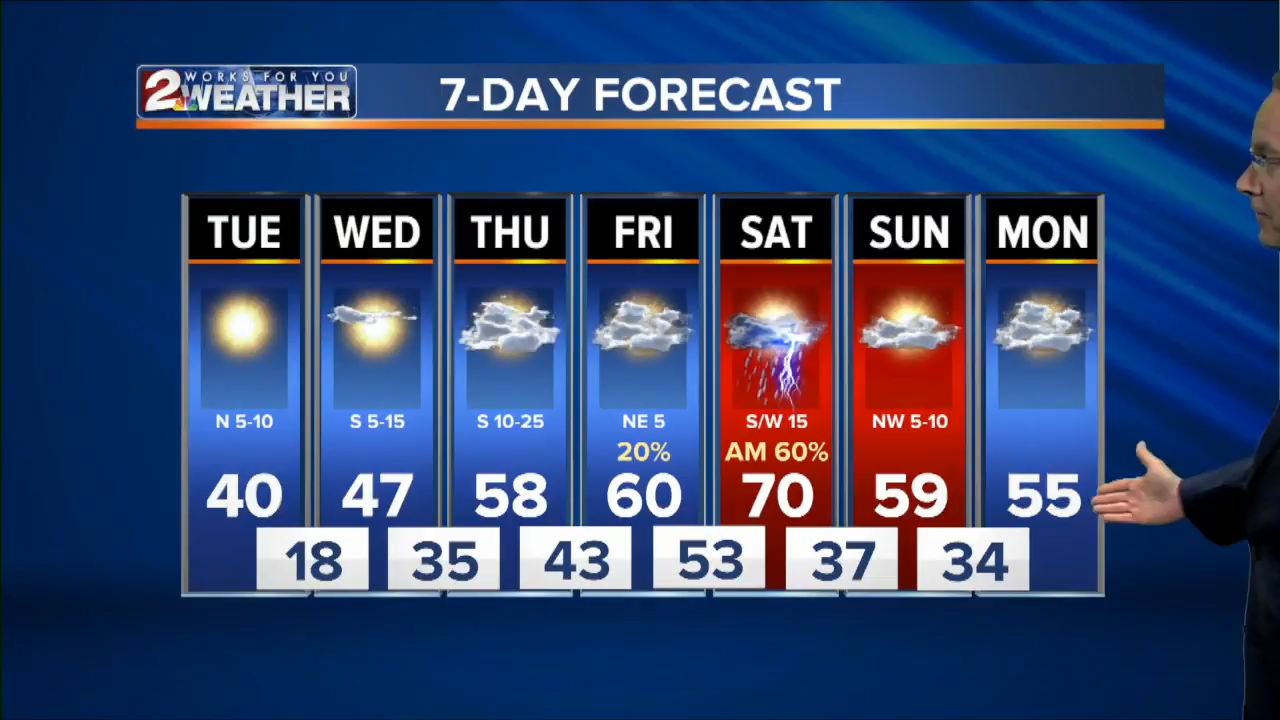 2 WORKS FOR YOU
WEATHER
7-DAY FORECAST
TUE WED THU FRI SAT SUN MON
N 5-10 S 5-15 S 10-25 NE 5 S/W 15 NW 5-10
20% AM 60%
40 47 58 60 70 59 55
18 35 43 53 37 34